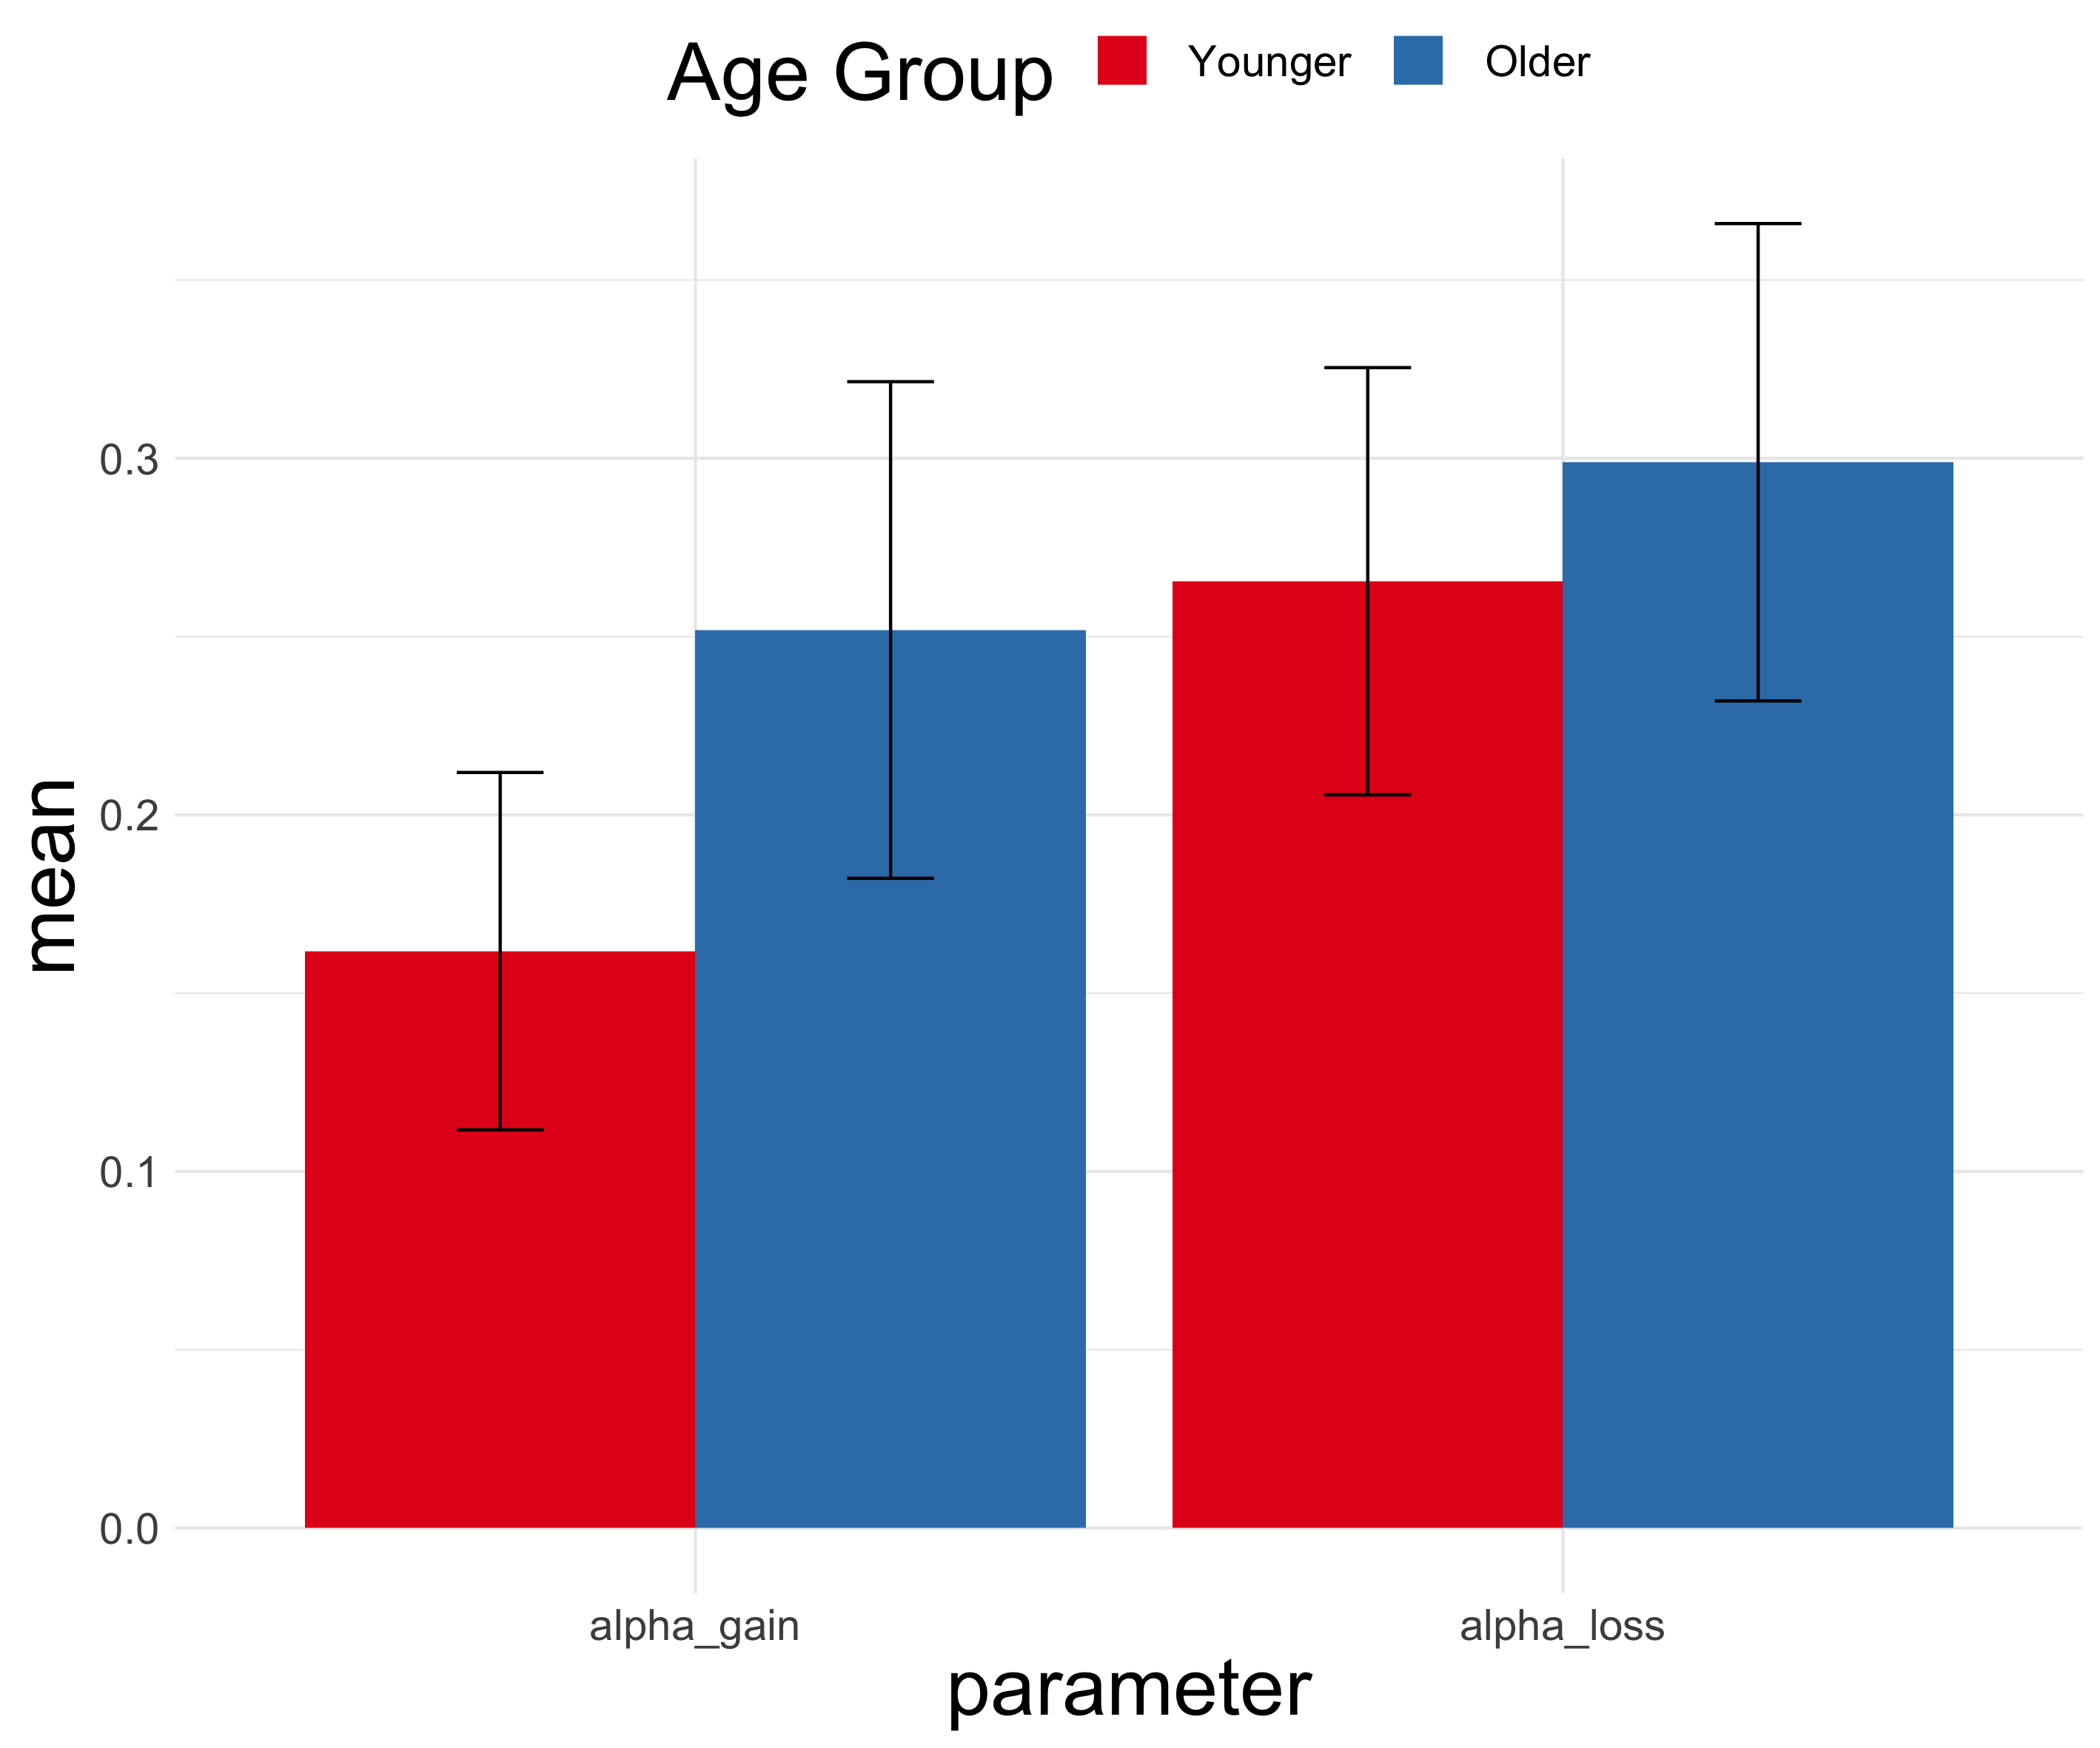 Age Group Younger Older
mean
0.3
0.2
0.1
0.0
alpha_gain alpha_loss
parameter